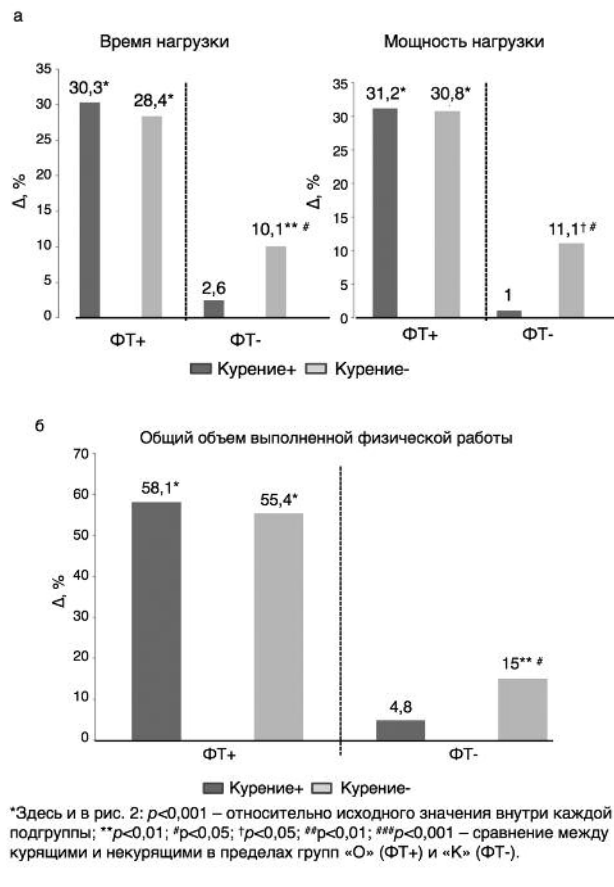 а
Время нагрузки
Мощность нагрузки
35
30
25
20
15
10
5
0
Δ, %
30,3*
28,4*
2,6
10,1** #
ФТ+
ФТ-
35
30
25
20
15
10
5
0
Δ, %
31,2*
30,8*
1
11,1† #
ФТ+
ФТ-
Курение+ Курение-
б
Общий объем выполненной физической работы
70
60
50
40
30
20
10
0
Δ, %
58,1*
55,4*
4,8
15** #
ФТ+
ФТ-
Курение+ Курение-
*Здесь и в рис. 2: p<0,001 – относительно исходного значения внутри каждой
подгруппы; **p<0,01; #p<0,05; †p<0,05; ##p<0,01; ###p<0,001 – сравнение между
курящими и некурящими в пределах групп «О» (ФТ+) и «К» (ФТ-).